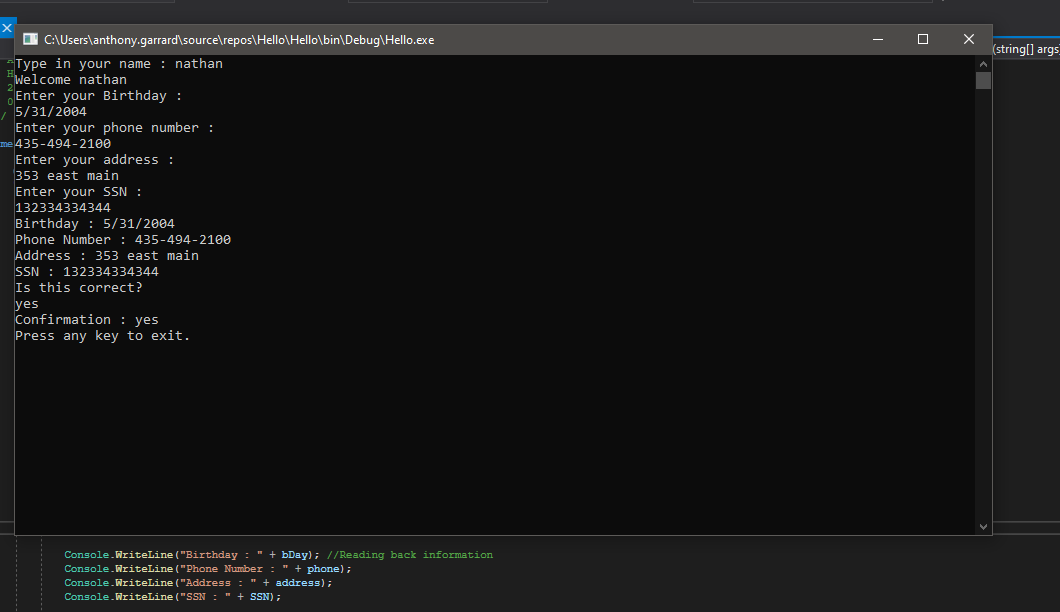 C:\Users\anthony.garrard\source\repos\Hello\Hello\bin\Debug\Hello.exe
(string[] args
Type in your name : nathan
Welcome nathan
Enter your Birthday :
5/31/2004
Enter your phone number :
435-494-2100
Enter your address :
353 east main
Enter your SSN :
132334334344
Birthday : 5/31/2004
Phone Number : 435-494-2100
Address : 353 east main
SSN : 132334334344
Is this correct?
yes
Confirmation : yes
Press any key to exit.
Console.WriteLine("Birthday : " + bDay); //Reading back information
Console.WriteLine("Phone Number : " + phone);
Console.WriteLine("Address : " + address);
Console.WriteLine("SSN : " + SSN);